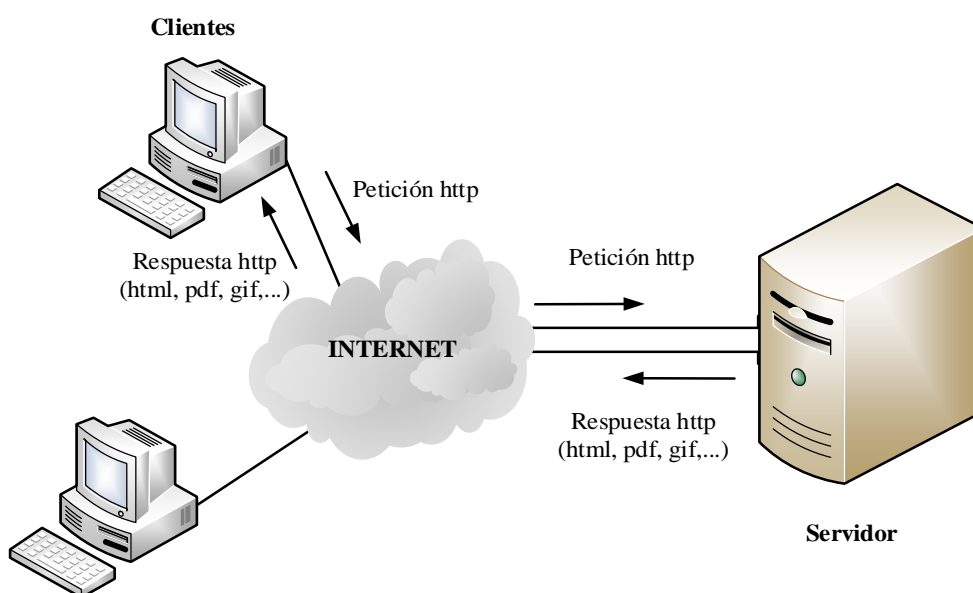 Clientes
Petición http
Respuesta http
(html, pdf, gif,...)
Petición http
INTERNET
Respuesta http
(html, pdf, gif,...)
Servidor